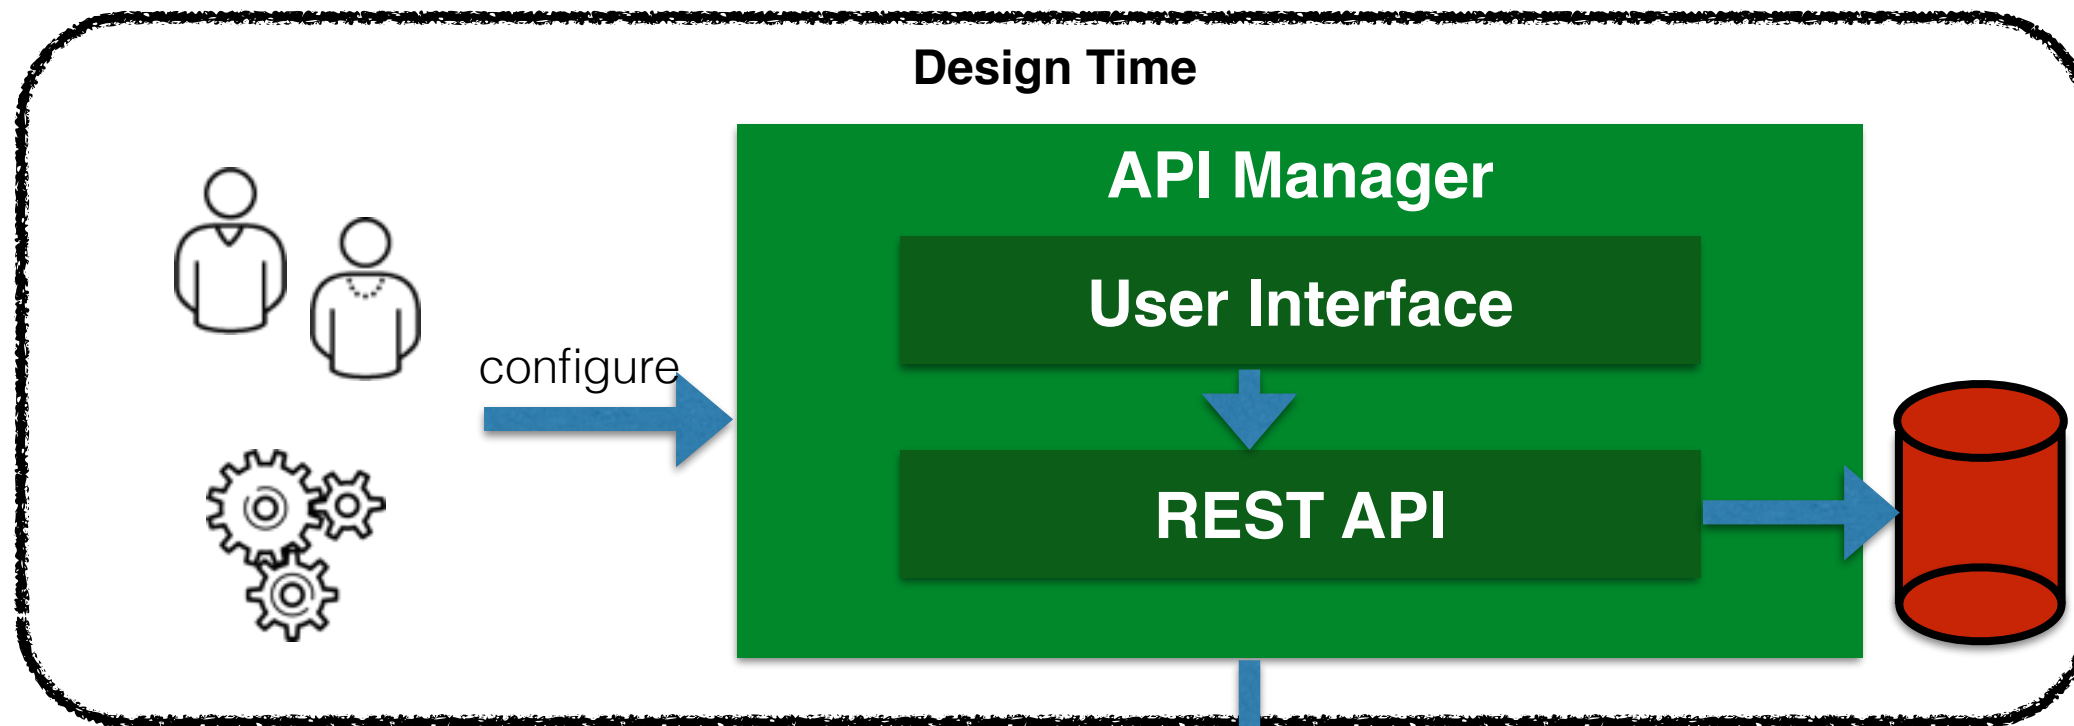 Design Time
API Manager
User Interface
configure
REST API